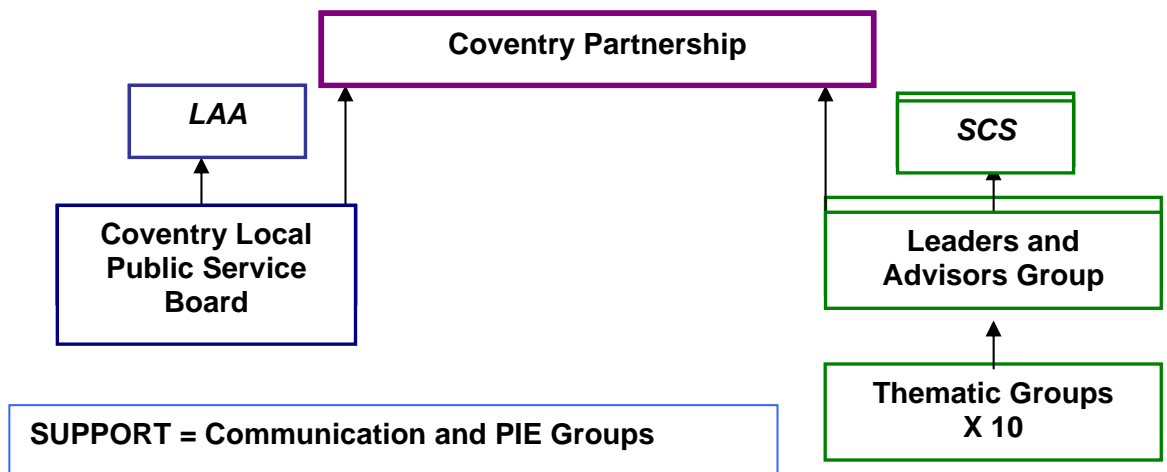 Coventry Partnership
LAA
SCS
Coventry Local
Public Service
Board
Leaders and
Advisors Group
Thematic Groups
X 10
SUPPORT = Communication and PIE Groups